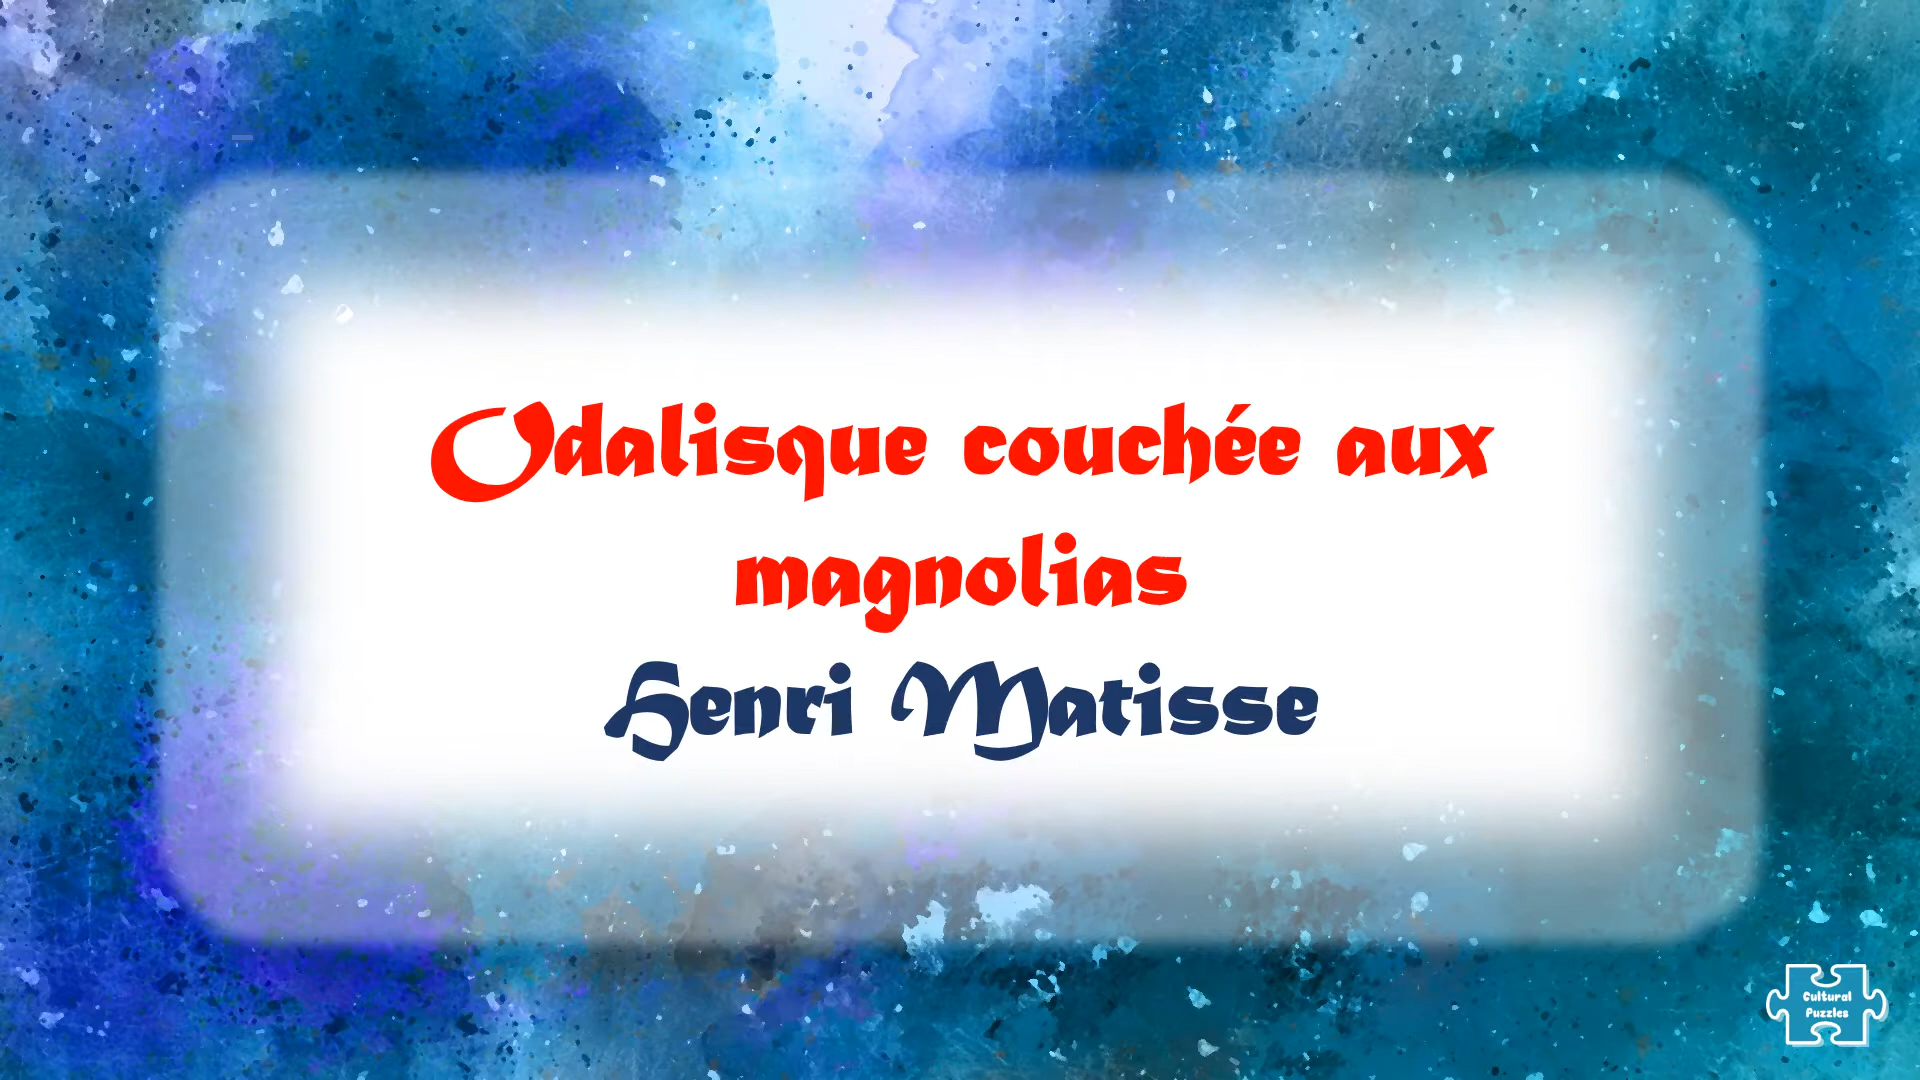 Odalisque couchée aux
magnolias
Henri Matisse
Cultural
Puzzles